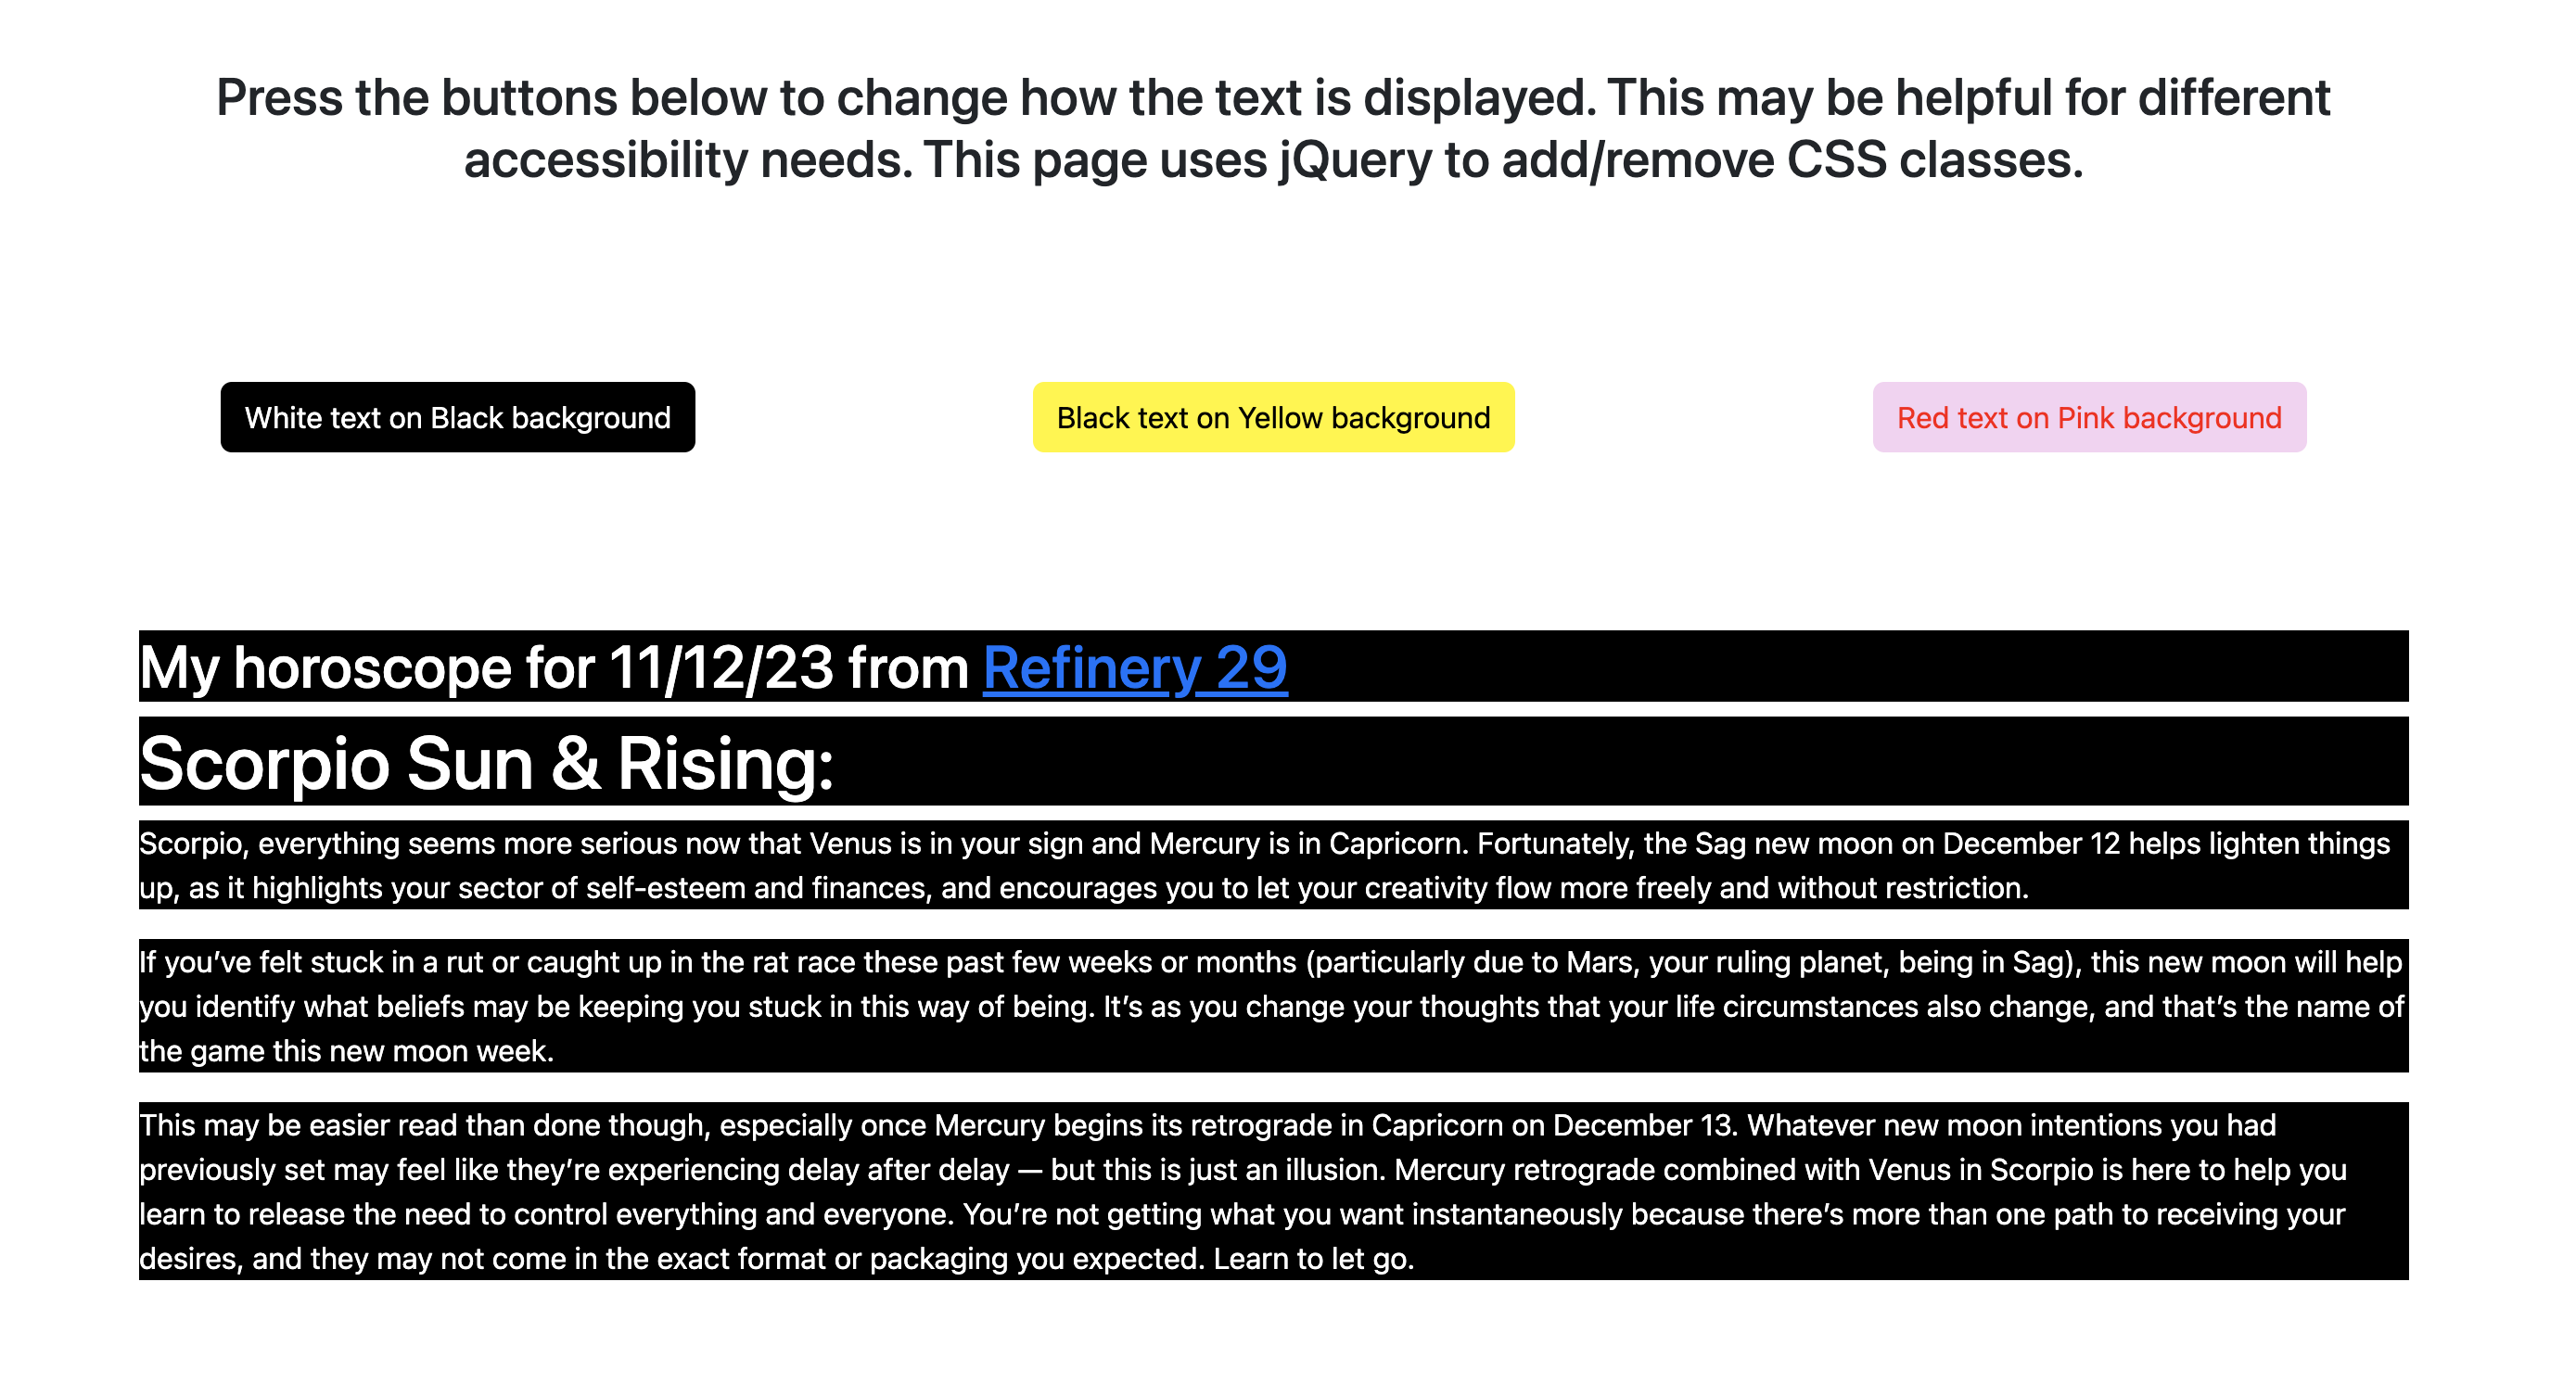 Press the buttons below to change how the text is displayed. This may be helpful for different
accessibility needs. This page uses jQuery to add/remove CSS classes.
White text on Black background
Black text on Yellow background
Red text on Pink background
My horoscope for 11/12/23 from Refinery 29
Scorpio Sun & Rising:
Scorpio, everything seems more serious now that Venus is in your sign and Mercury is in Capricorn. Fortunately, the Sag new moon on December 12 helps lighten things
up, as it highlights your sector of self-esteem and finances, and encourages you to let your creativity flow more freely and without restriction.
If you’ve felt stuck in a rut or caught up in the rat race these past few weeks or months (particularly due to Mars, your ruling planet, being in Sag), this new moon will help
you identify what beliefs may be keeping you stuck in this way of being. It’s as you change your thoughts that your life circumstances also change, and that’s the name of
the game this new moon week.
This may be easier read than done though, especially once Mercury begins its retrograde in Capricorn on December 13. Whatever new moon intentions you had
previously set may feel like they’re experiencing delay after delay — but this is just an illusion. Mercury retrograde combined with Venus in Scorpio is here to help you
learn to release the need to control everything and everyone. You’re not getting what you want instantaneously because there’s more than one path to receiving your
desires, and they may not come in the exact format or packaging you expected. Learn to let go.